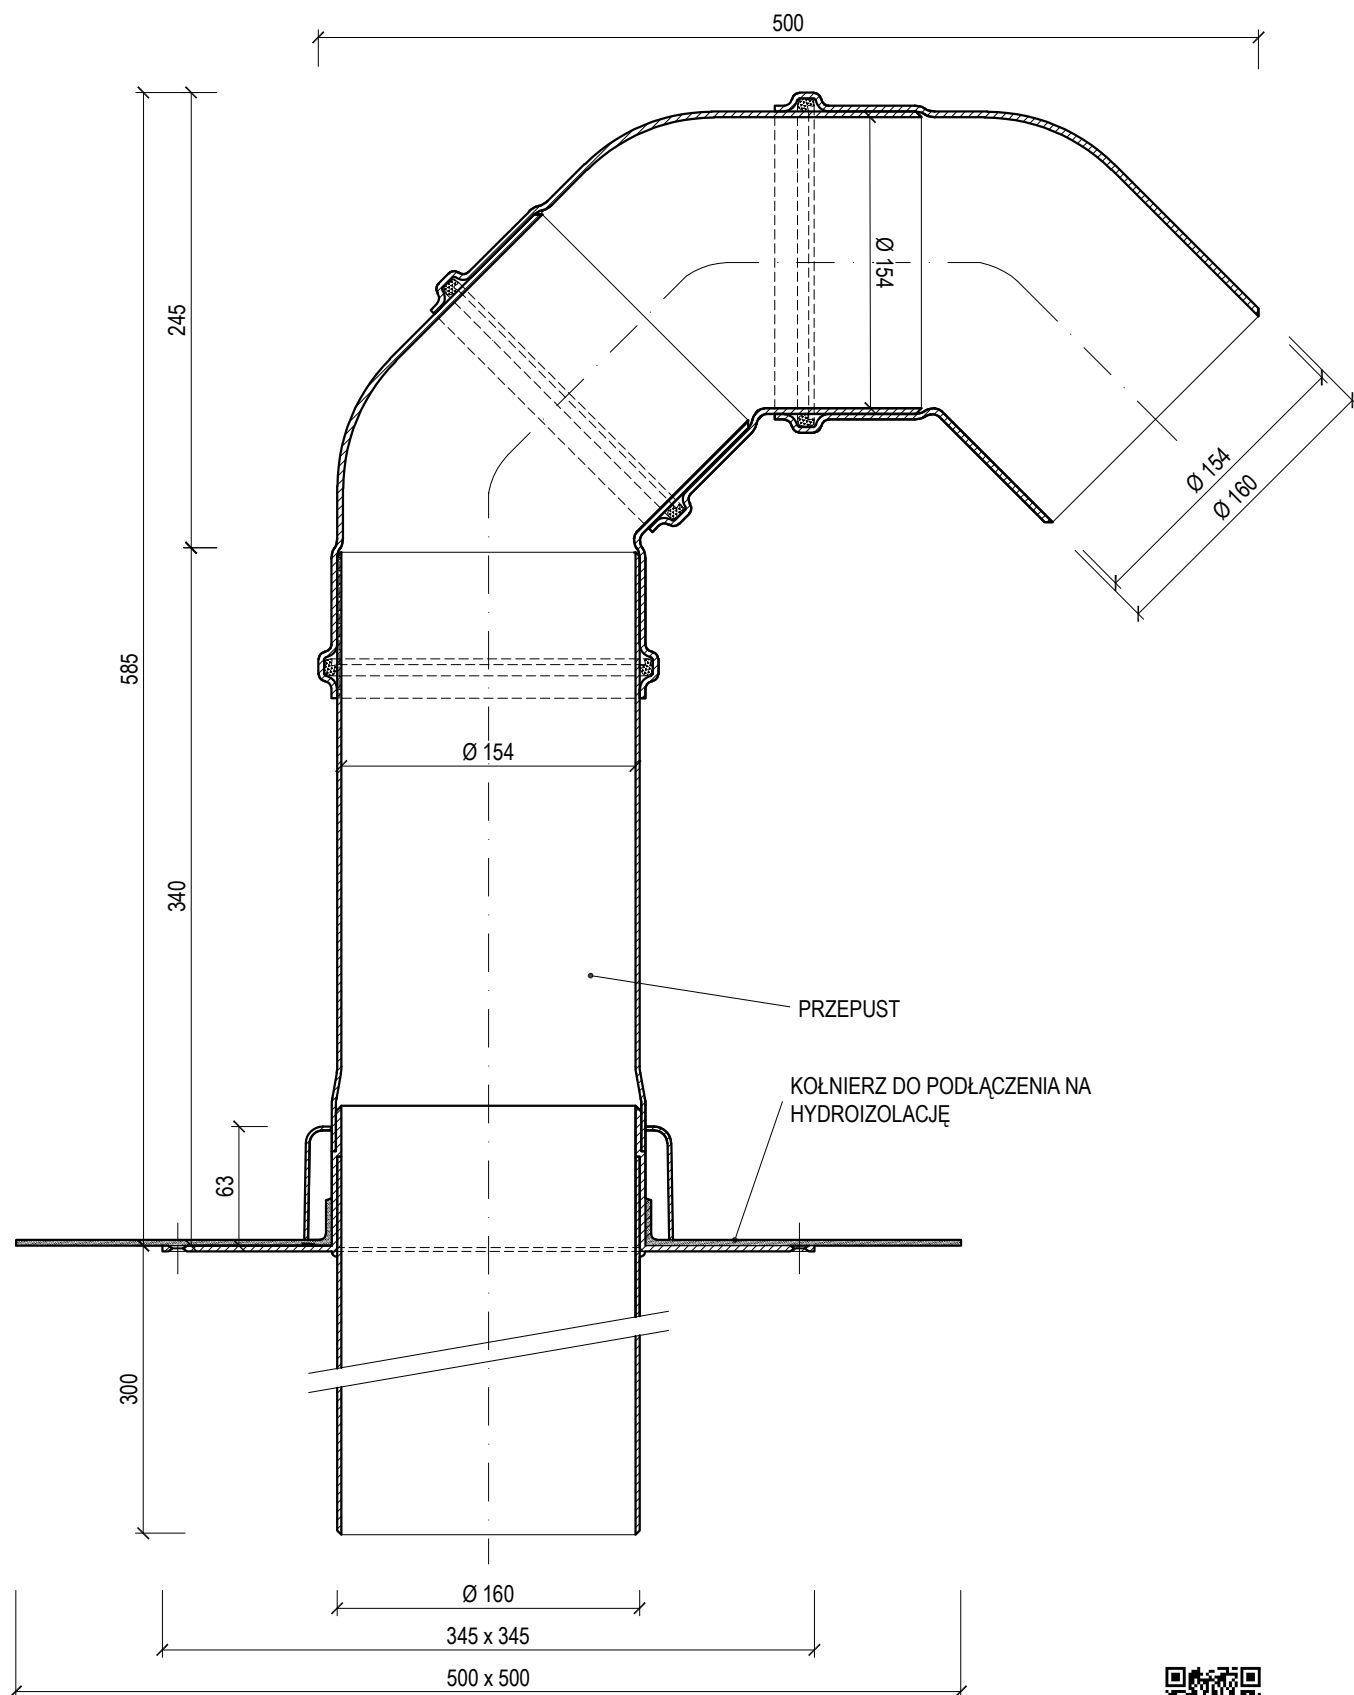 500
245
Ø 154
Ø 154
Ø 160
585
Ø 154
340
PRZEPUST
KOŁNIERZ DO PODŁĄCZENIA NA
HYDROIZOLACJĘ
63
300
Ø 160
345 x 345
500 x 500